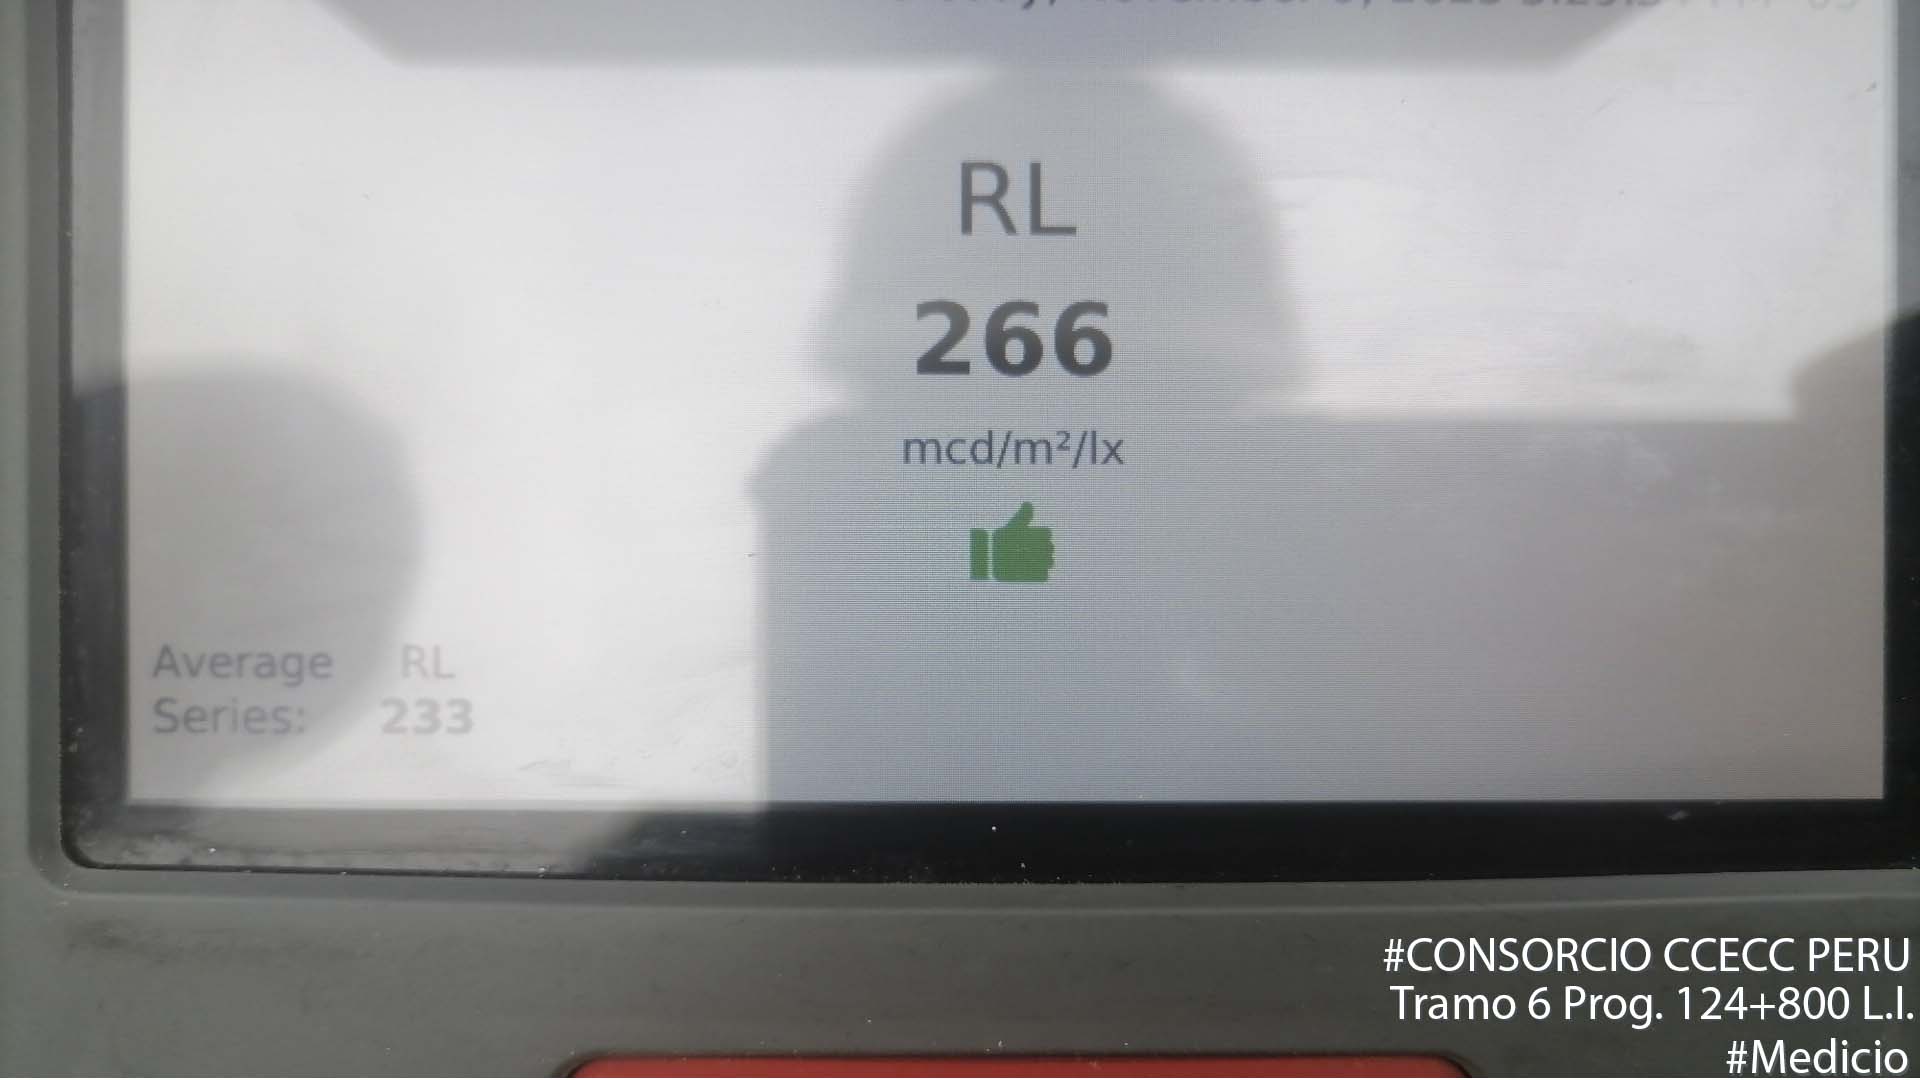 RL
266
mcd/m²/lx
Average RL
Series: 233
#CONSORCIO CCECC PERU
Tramo 6 Prog. 124+800 L.I.
#Medicio